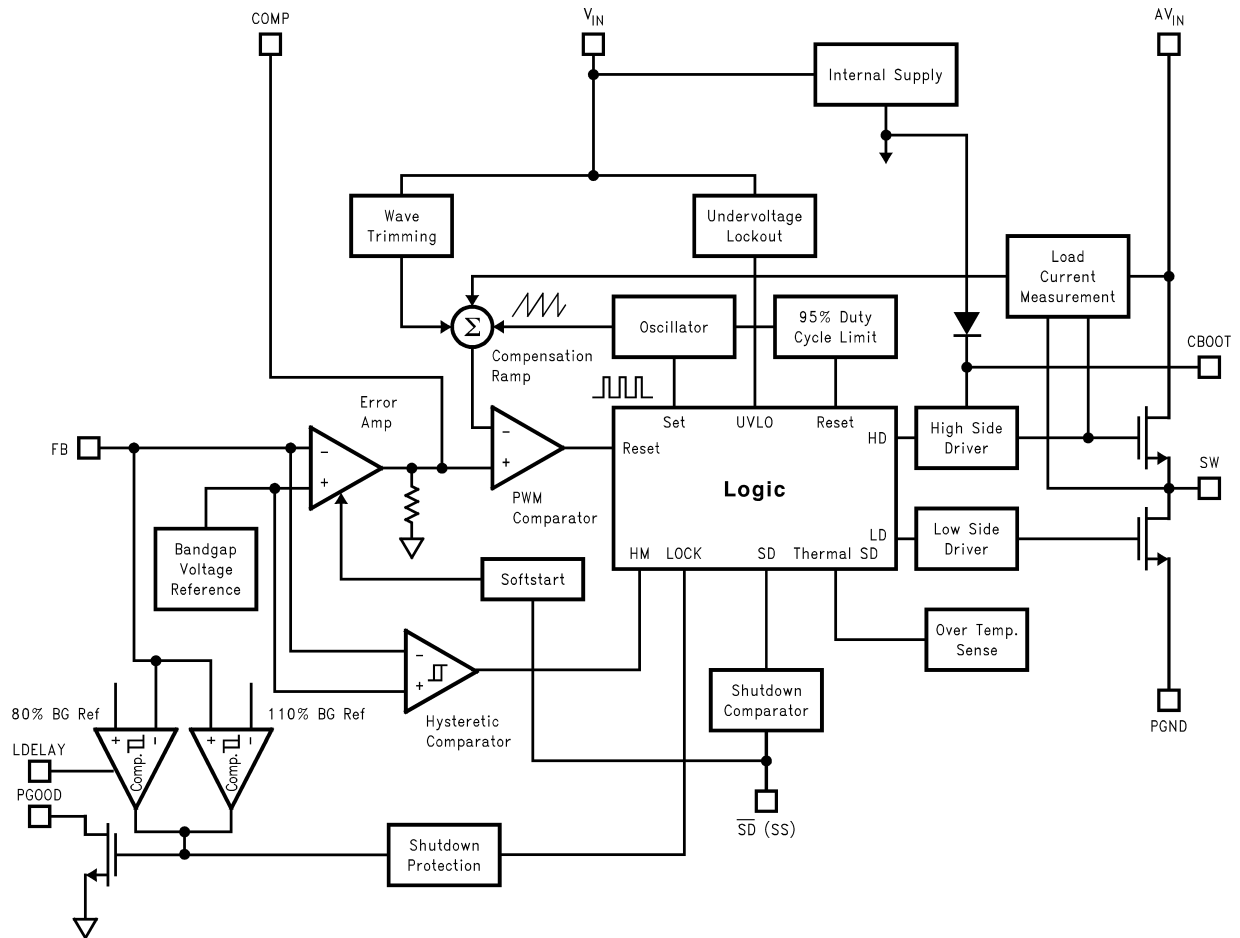 COMP
VIN
AVIN
Internal Supply
Wave
Trimming
Undervoltage
Lockout
Load
Current
Measurement
Σ
Oscillator
95% Duty
Cycle Limit
Compensation
Ramp
CBOOT
Error
Amp
Set
UVLO
Reset
FB
−
+
−
+
Reset
HD
High Side
Driver
SW
Logic
PWM
Comparator
LD
Low Side
Driver
HM
LOCK
SD
Thermal SD
Bandgap
Voltage
Reference
Softstart
Over Temp.
Sense
−
+
Shutdown
Comparator
Hysteretic
Comparator
PGND
80% BG Ref
110% BG Ref
+
−
+
−
Comp.
Comp.
LDELAY
PGOOD
S̅D̅ (SS)
Shutdown
Protection